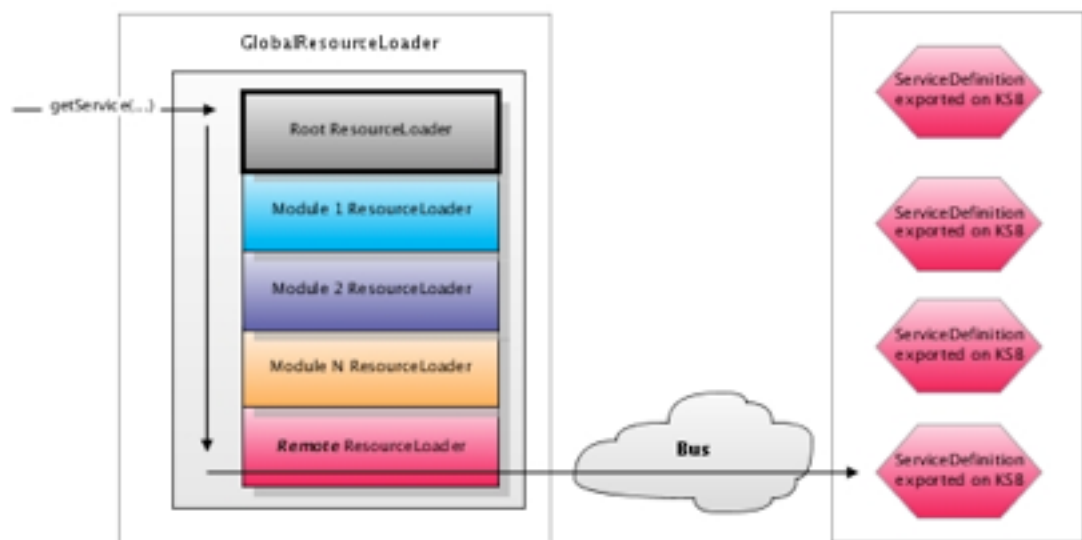 GlobalResourceLoader
getService(...)
Root ResourceLoader
Module 1 ResourceLoader
Module 2 ResourceLoader
Module N ResourceLoader
Remote ResourceLoader
Bus
ServiceDefinition
exported on KSB
ServiceDefinition
exported on KSB
ServiceDefinition
exported on KSB
ServiceDefinition
exported on KSB